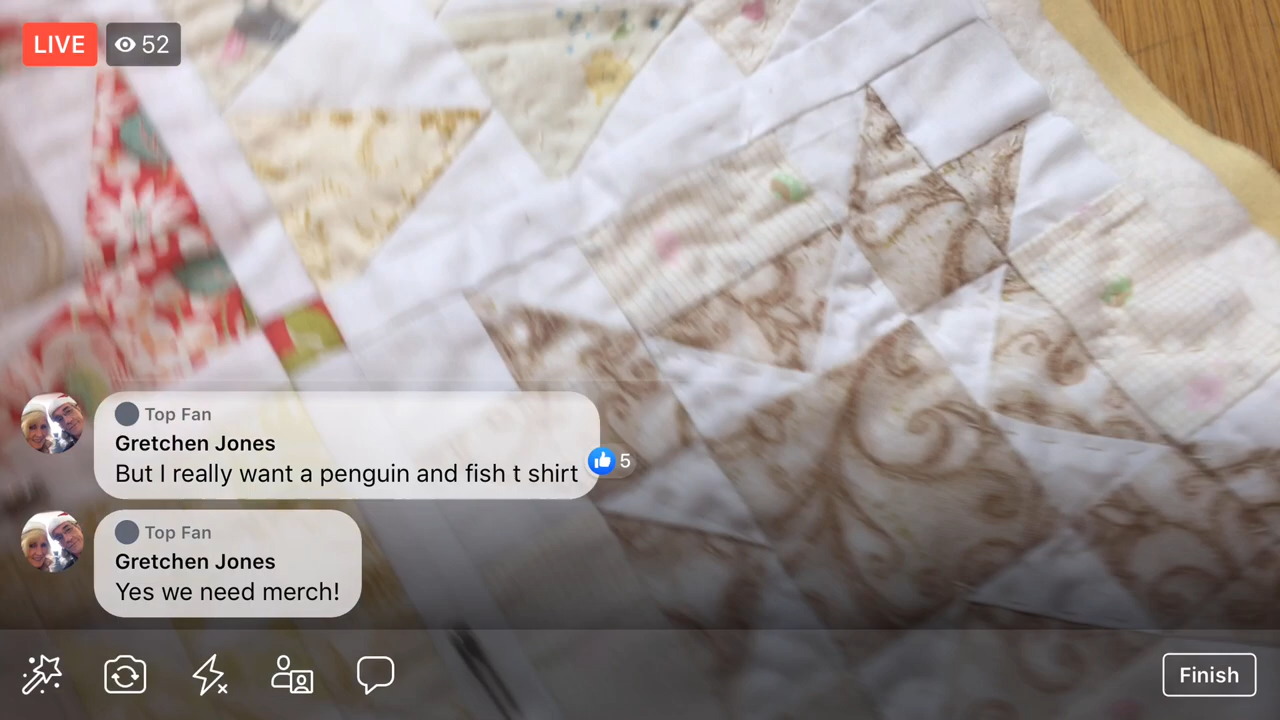 LIVE 52
Top Fan
Gretchen Jones
But I really want a penguin and fish t shirt
5
Top Fan
Gretchen Jones
Yes we need merch!
Finish